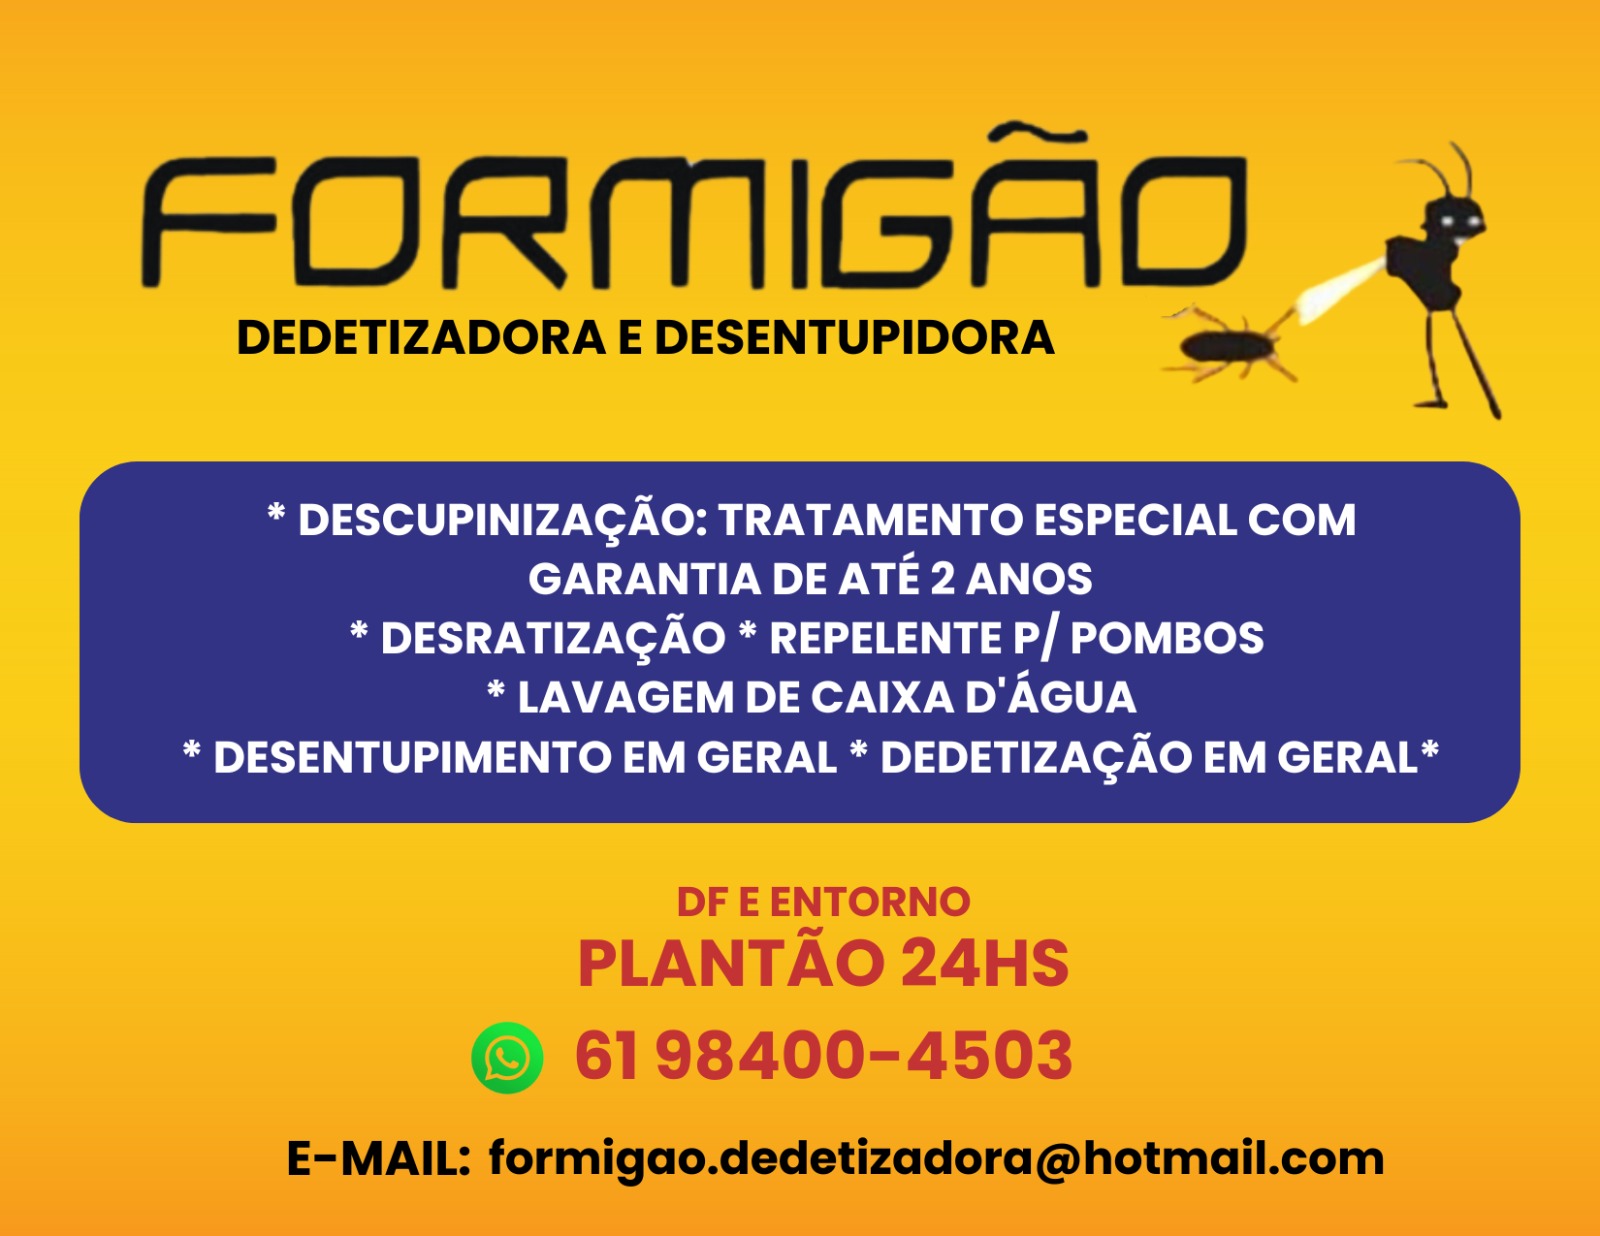 FORMIGÃO
DEDETIZADORA E DESENTUPIDORA
* DESCUPINIZAÇÃO: TRATAMENTO ESPECIAL COM
GARANTIA DE ATÉ 2 ANOS
* DESRATIZAÇÃO * REPELENTE P/ POMBOS
* LAVAGEM DE CAIXA D'ÁGUA
* DESENTUPIMENTO EM GERAL * DEDETIZAÇÃO EM GERAL*
DF E ENTORNO
PLANTÃO 24HS
61 98400-4503
E-MAIL: formigao.dedetizadora@hotmail.com